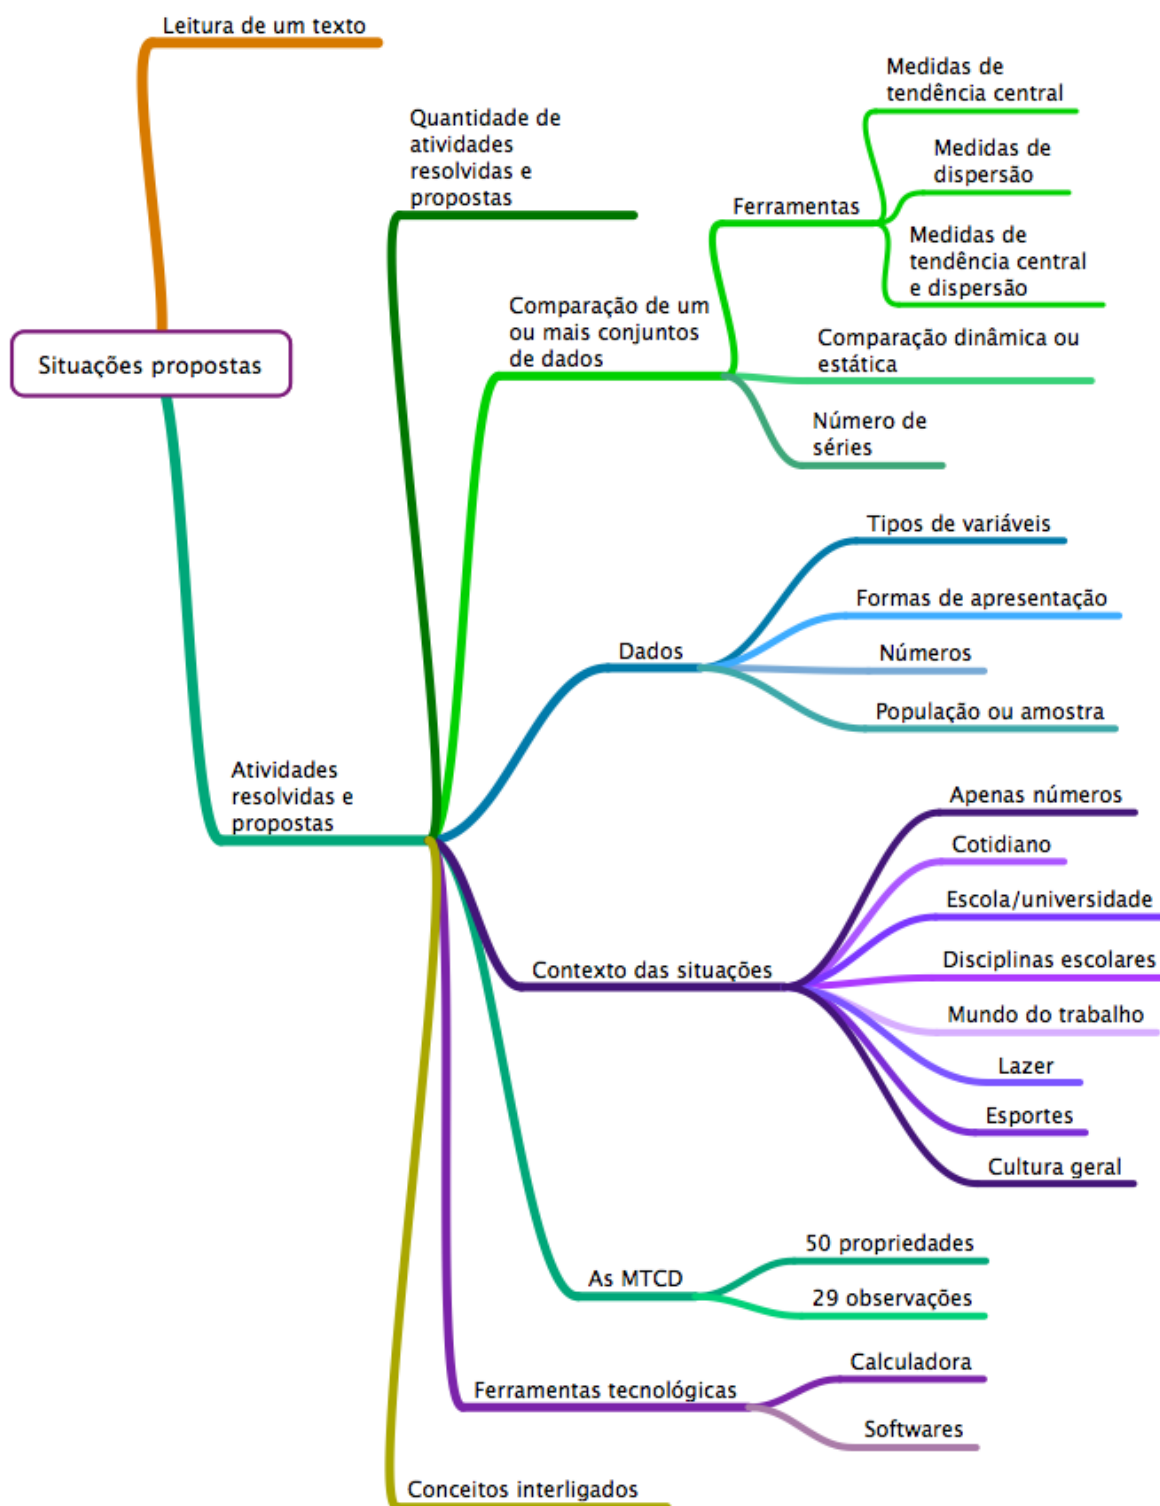 Leitura de um texto
Situações propostas
Atividades
resolvidas e
propostas
Quantidade de
atividades
resolvidas e
propostas
Comparação de um
ou mais conjuntos
de dados
Ferramentas
Medidas de
tendência central
Medidas de
dispersão
Medidas de
tendência central
e dispersão
Comparação dinâmica ou
estática
Número de
séries
Dados
Tipos de variáveis
Formas de apresentação
Números
População ou amostra
Contexto das situações
Apenas números
Cotidiano
Escola/universidade
Disciplinas escolares
Mundo do trabalho
Lazer
Esportes
Cultura geral
As MTCD
50 propriedades
29 observações
Ferramentas tecnológicas
Calculadora
Softwares
Conceitos interligados